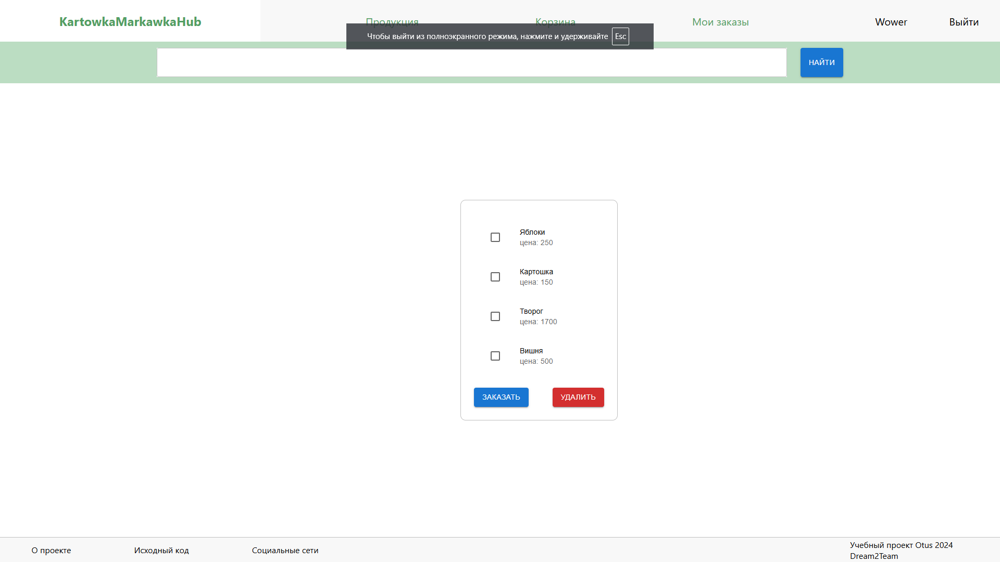 KartowkaMarkawkaHub
Продукция
Корзина
Мои заказы
Wower
Выйти
Чтобы выйти из полноэкранного режима, нажмите и удерживайте Esc
НАЙТИ
Яблоки
цена: 250
Картошка
цена: 150
Творог
цена: 1700
Вишня
цена: 500
ЗАКАЗАТЬ
УДАЛИТЬ
О проекте
Исходный код
Социальные сети
Учебный проект Otus 2024
Dream2Team